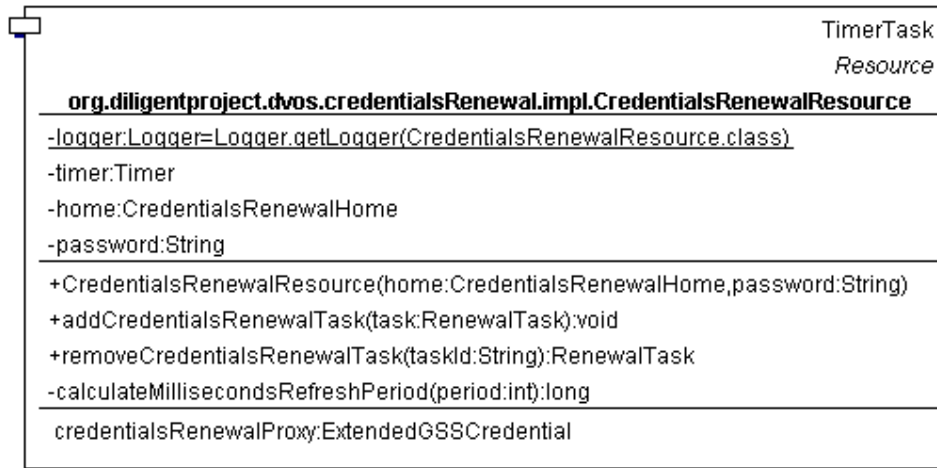 TimerTask
Resource
org.diligentproject.dvos.credentialsRenewal.impl.CredentialsRenewalResource
-logger:Logger=Logger.getLogger(CredentialsRenewalResource.class)
-timer:Timer
-home:CredentialsRenewalHome
-password:String
+CredentialsRenewalResource(home:CredentialsRenewalHome,password:String)
+addCredentialsRenewalTask(task:RenewalTask):void
+removeCredentialsRenewalTask(taskId:String):RenewalTask
-calculateMillisecondsRefreshPeriod(period:int):long
credentialsRenewalProxy:ExtendedGSSCredential